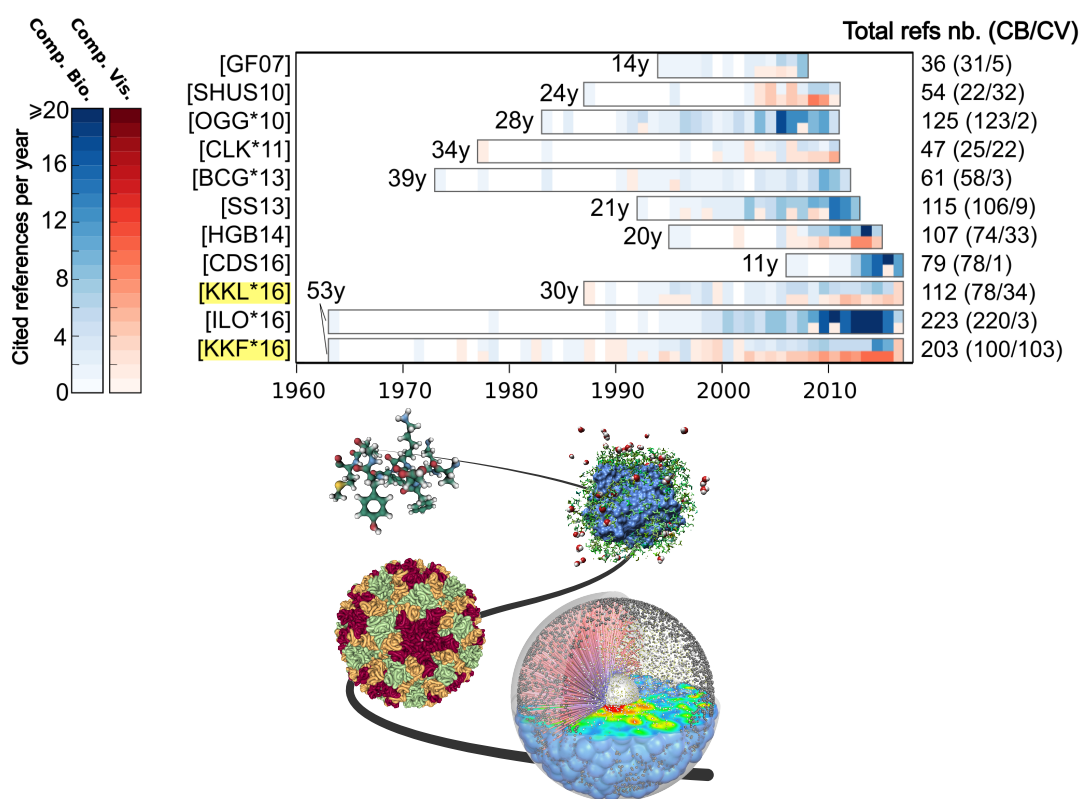 Total refs nb. (CB/CV)
Comp. Bio.
Comp. Vis.
Cited references per year
⩾20
16
12
8
4
0
[GF07] 14y 36 (31/5)
[SHUS10] 24y 54 (22/32)
[OGG*10] 28y 125 (123/2)
[CLK*11] 34y 47 (25/22)
[BCG*13] 39y 61 (58/3)
[SS13] 21y 115 (106/9)
[HGB14] 20y 107 (74/33)
[CDS16] 11y 79 (78/1)
[KKL*16] 53y 30y 112 (78/34)
[ILO*16] 223 (220/3)
[KKF*16] 203 (100/103)
1960 1970 1980 1990 2000 2010